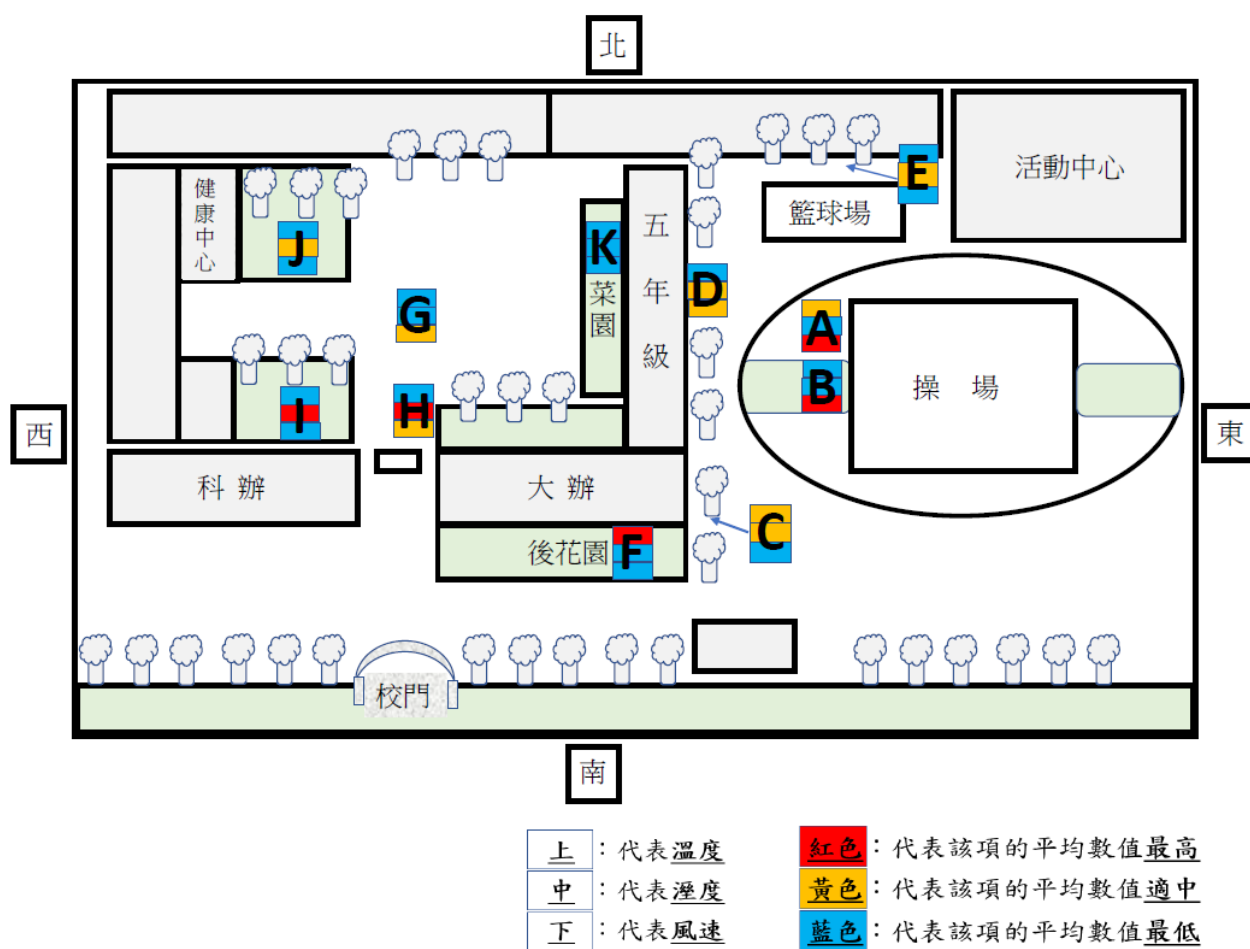 北
活動中心
健康中心
籃球場
五年級
菜園
E
J
K
D
G
A
操場
B
西
東
I
H
科辦
大辦
C
後花園
F
校門
南
上：代表溫度
中：代表溼度
下：代表風速
紅色：代表該項的平均數值最高
黃色：代表該項的平均數值適中
藍色：代表該項的平均數值最低